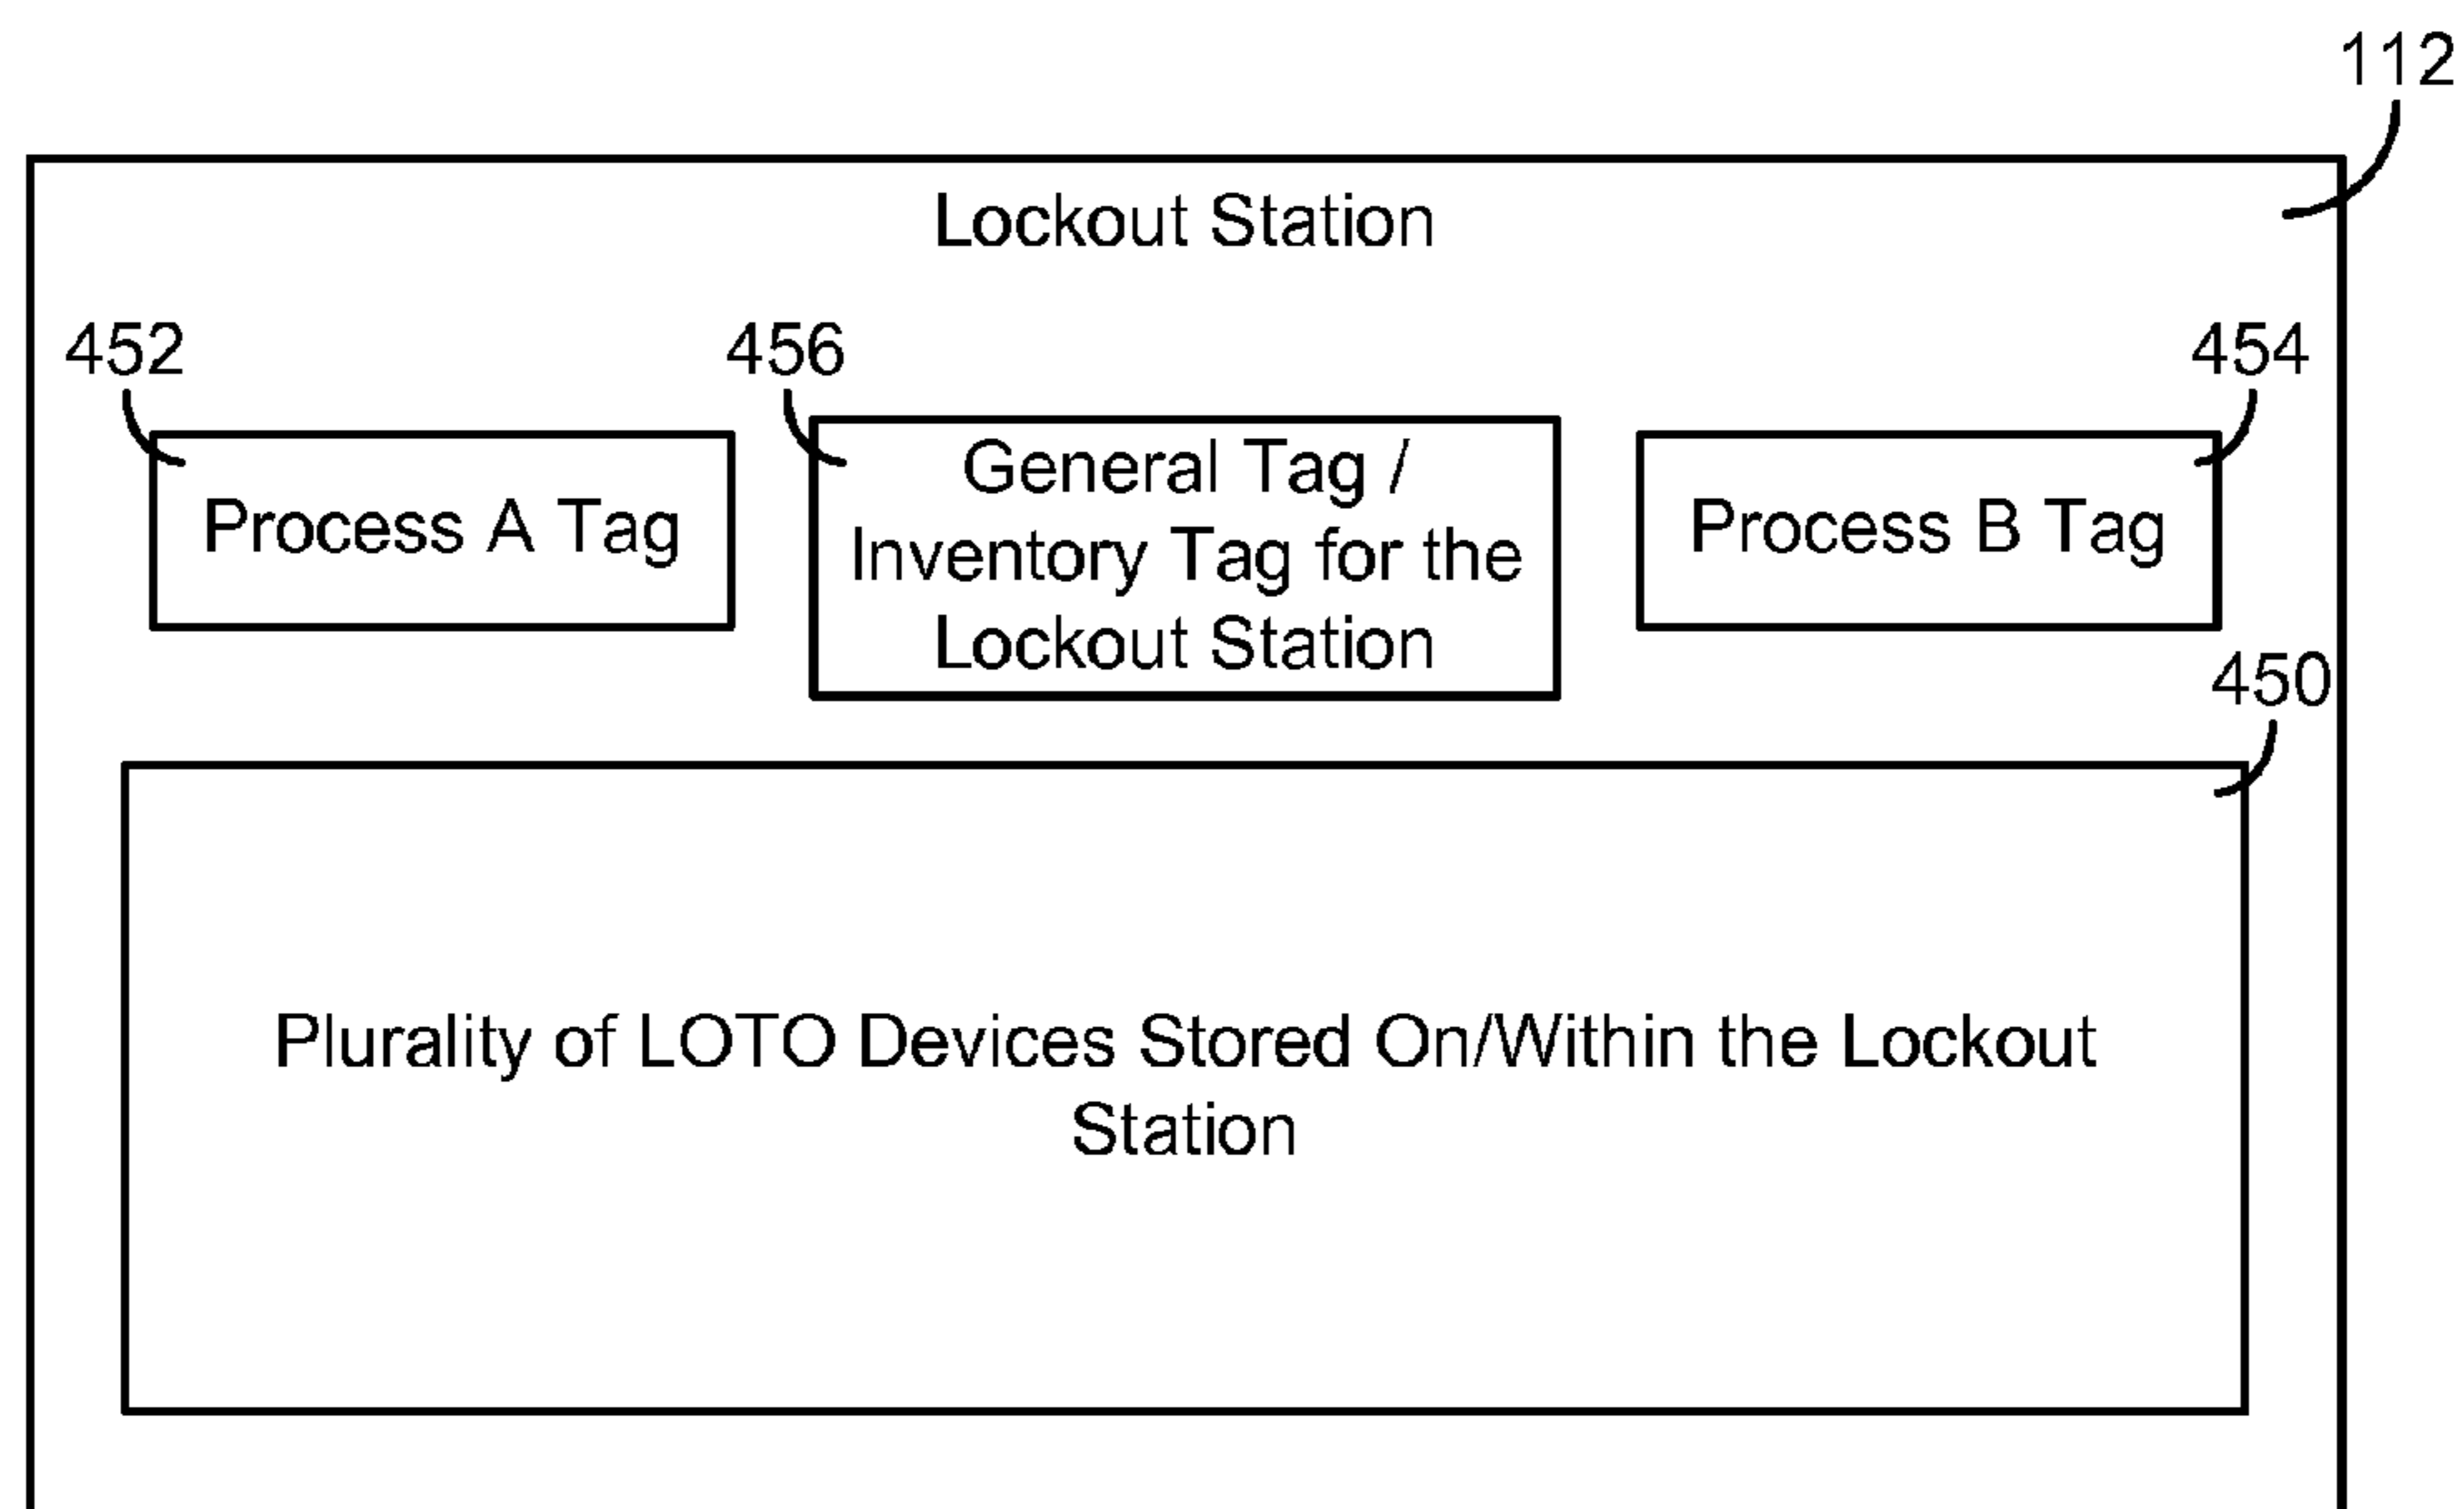 112
Lockout Station
452
456
454
Process A Tag
General Tag /
Inventory Tag for the
Lockout Station
Process B Tag
450
Plurality of LOTO Devices Stored On/Within the Lockout
Station